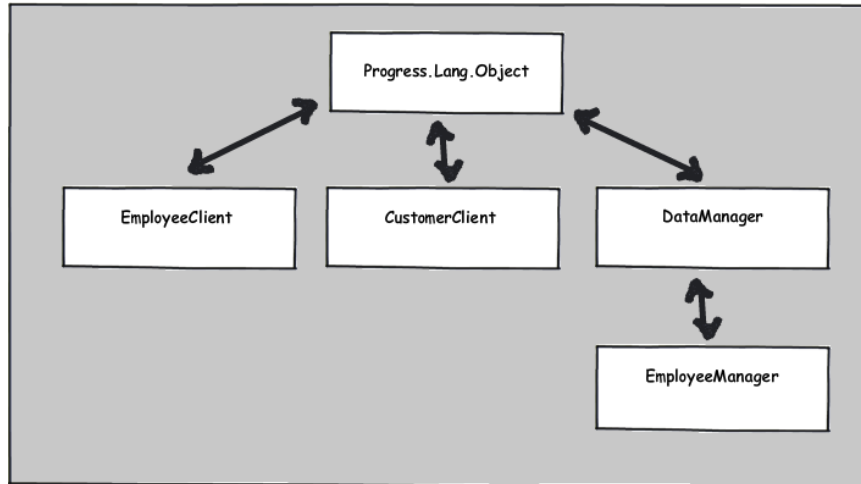 Progress.Lang.Object
EmployeeClient
CustomerClient
DataManager
EmployeeManager